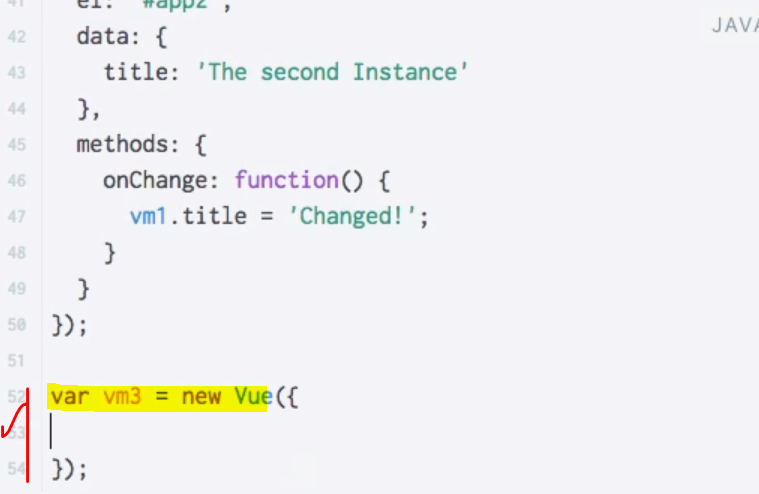 41 el: '#app2',
42 data: {
JAVA
43 title: 'The second Instance'
44 },
45 methods: {
46 onChange: function() {
47 vm1.title = 'Changed!';
48 }
49 }
50 });
51
52 var vm3 = new Vue({
53
54 });